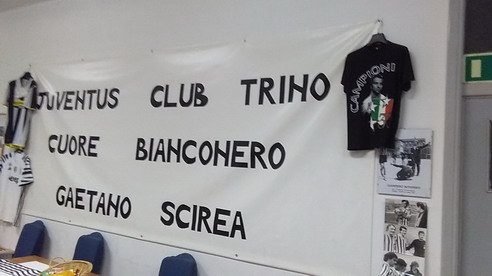 JUVENTUS CLUB TRINO
CUORE BIANCONERO
GAETANO SCIREA
CAMPIONI